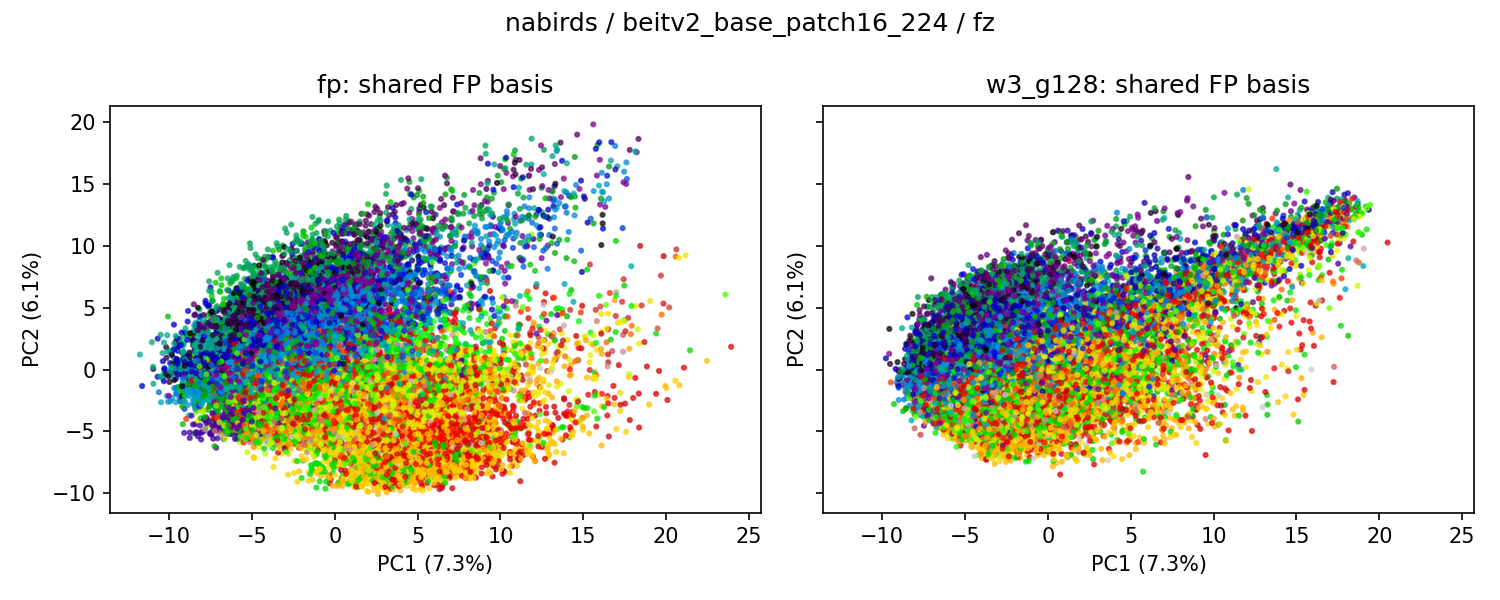 nabirds / beitv2_base_patch16_224 / fz
fp: shared FP basis
w3_g128: shared FP basis
20
15
10
5
0
−5
−10
PC2 (6.1%)
PC2 (6.1%)
−10 −5 0 5 10 15 20 25
−10 −5 0 5 10 15 20 25
PC1 (7.3%)
PC1 (7.3%)